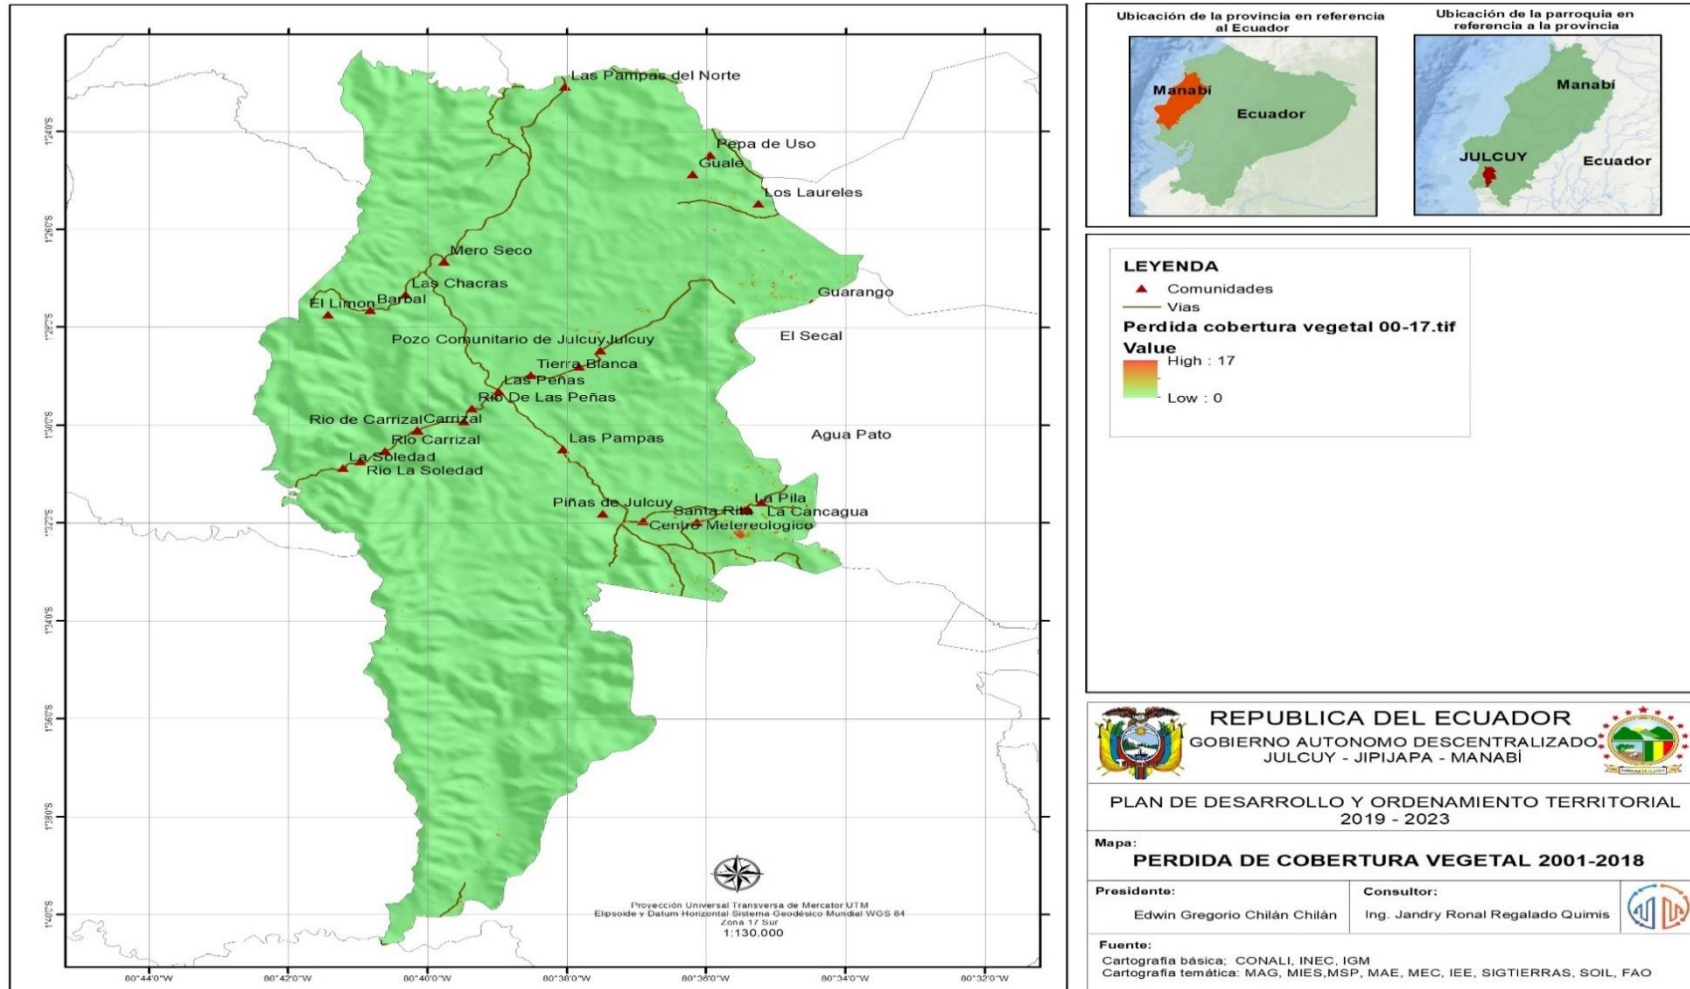 Las Pampas del Norte
Pepa de Uso
Guale
Los Laureles
Mero Seco
Las Chacras
Barbal
El Limon
Guarango
El Secal
Pozo Comunitario de Julcuy
Julcuy
Tierra Blanca
Las Peñas
Rio De Las Peñas
Rio de Carrizal
Carrizal
Rio Carrizal
Las Pampas
Agua Pato
La Soledad
Rio La Soledad
Piñas de Julcuy
La Pila
Santa Rita
La Cancagua
Centro Metereologico
1°24'0"S
1°26'0"S
1°28'0"S
1°30'0"S
1°32'0"S
1°34'0"S
1°36'0"S
1°38'0"S
1°40'0"S
80°44'0"W
80°42'0"W
80°40'0"W
80°38'0"W
80°36'0"W
80°34'0"W
80°32'0"W
Proyección Universal Transversa de Mercator UTM
Elipsoide y Datum Horizontal Sistema Geodésico Mundial WGS 84
Zona 17 Sur
1:130.000
Ubicación de la provincia en referencia
al Ecuador
Manabí
Ecuador
Ubicación de la parroquia en
referencia a la provincia
Manabí
JULCUY
Ecuador
LEYENDA
Comunidades
Vias
Perdida cobertura vegetal 00-17.tif
Value
High : 17
Low : 0
REPUBLICA DEL ECUADOR
GOBIERNO AUTONOMO DESCENTRALIZADO
JULCUY - JIPIJAPA - MANABÍ
PLAN DE DESARROLLO Y ORDENAMIENTO TERRITORIAL
2019 - 2023
Mapa:
PERDIDA DE COBERTURA VEGETAL 2001-2018
Presidente:
Edwin Gregorio Chilán Chilán
Consultor:
Ing. Jandry Ronal Regalado Quimis
Fuente:
Cartografía básica; CONALI, INEC, IGM
Cartografía temática: MAG, MIES,MSP, MAE, MEC, IEE, SIGTIERRAS, SOIL, FAO